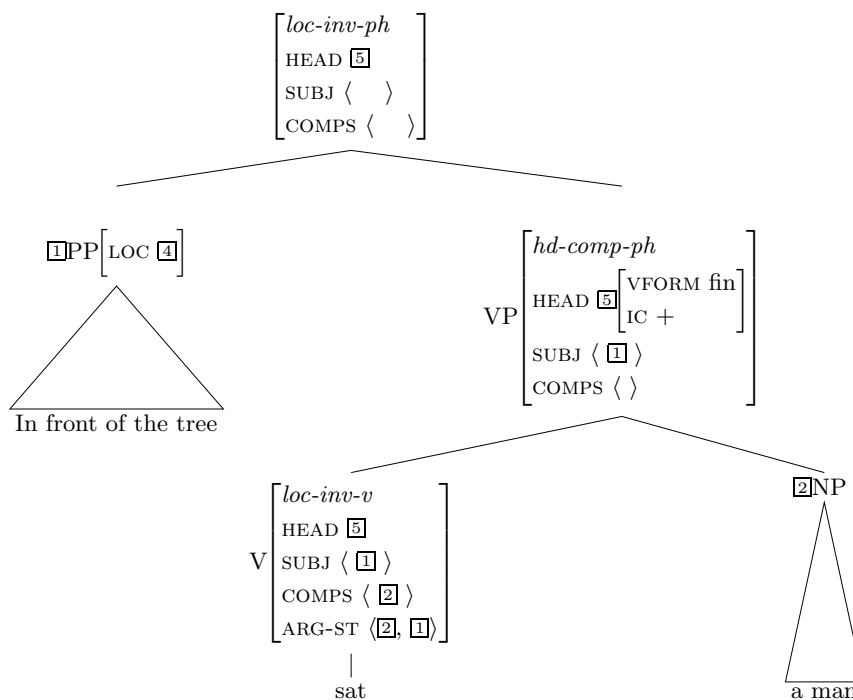 loc-inv-ph
HEAD 5
SUBJ ⟨ ⟩
COMPS ⟨ ⟩
1PP[LOC 4]
hd-comp-ph
VP HEAD 5[VFORM fin
IC +]
SUBJ ⟨ 1 ⟩
COMPS ⟨ ⟩
In front of the tree
loc-inv-v
HEAD 5
V SUBJ ⟨ 1 ⟩
COMPS ⟨ 2 ⟩
ARG-ST ⟨2, 1⟩
2NP
sat
a man